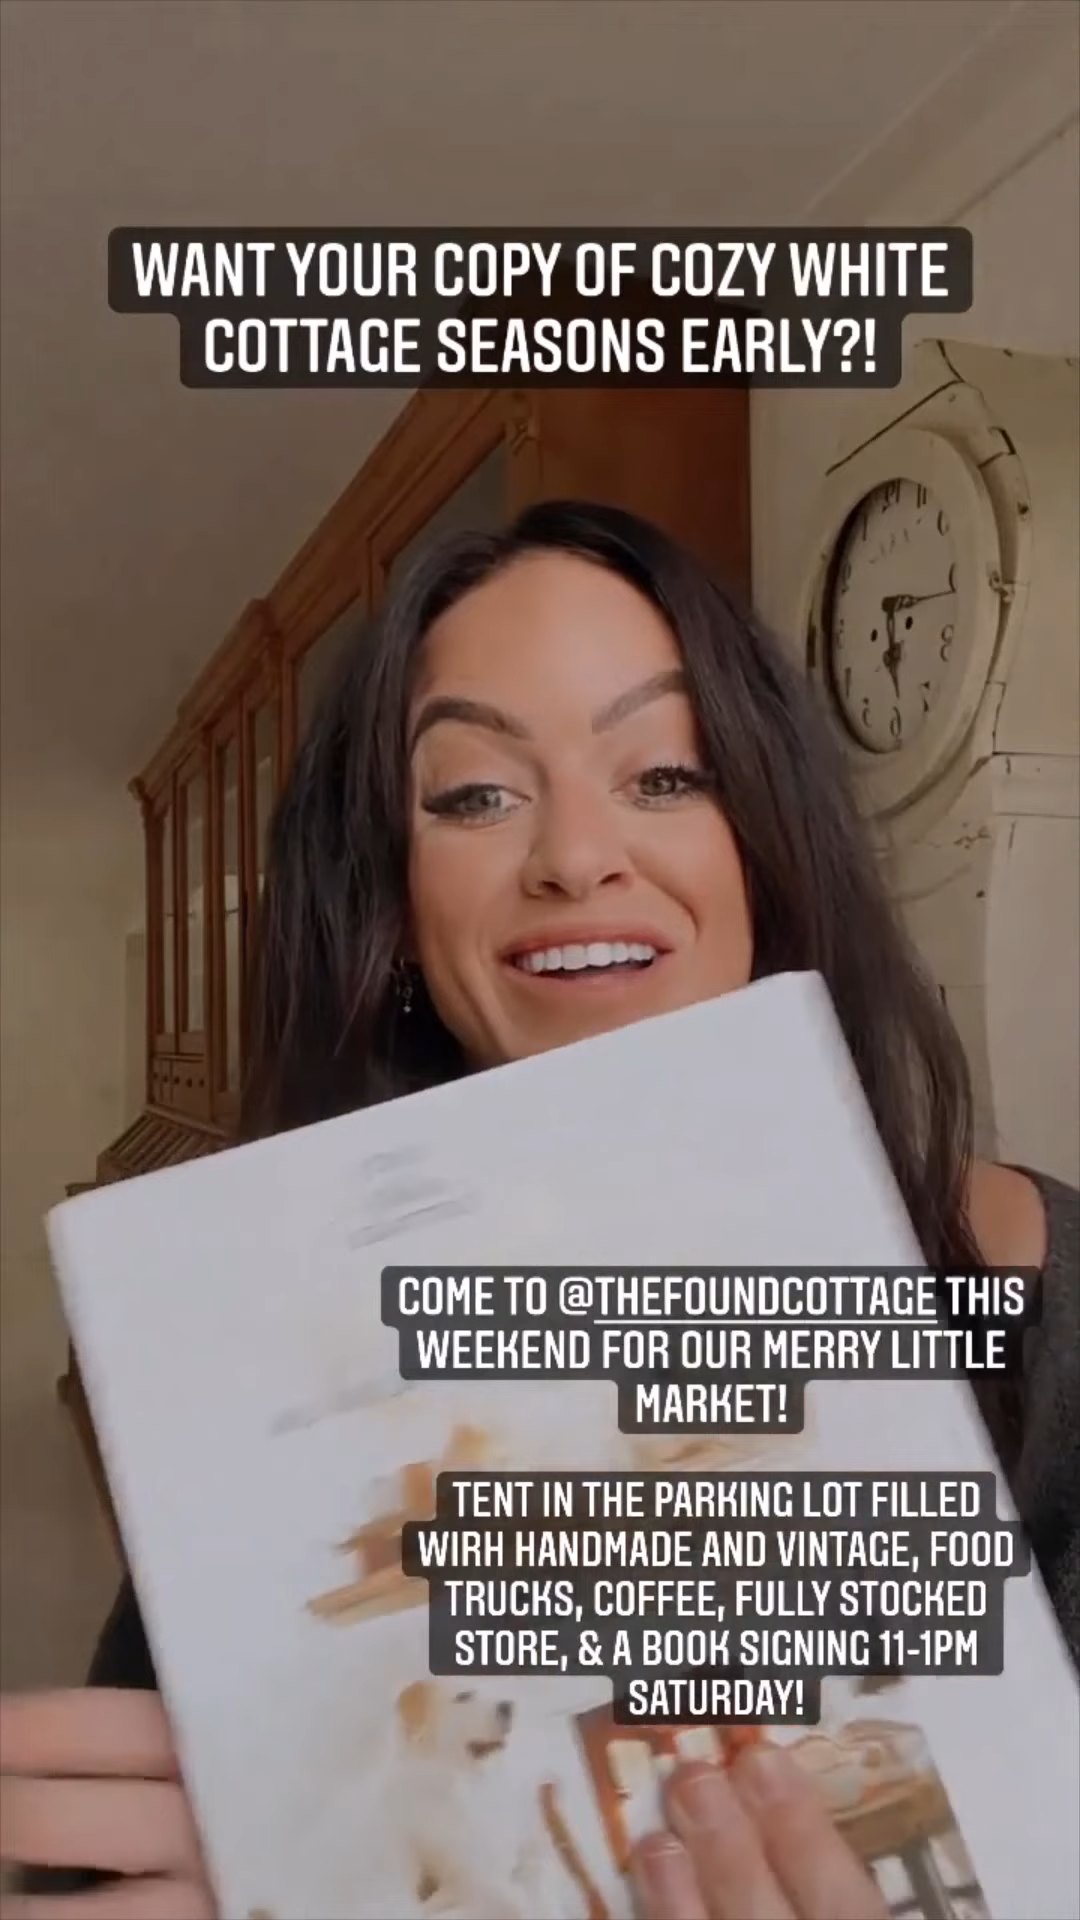 WANT YOUR COPY OF COZY WHITE
COTTAGE SEASONS EARLY?!
COME TO @THEFOUNDCOTTAGE THIS
WEEKEND FOR OUR MERRY LITTLE
MARKET!
TENT IN THE PARKING LOT FILLED
WIRH HANDMADE AND VINTAGE, FOOD
TRUCKS, COFFEE, FULLY STOCKED
STORE, & A BOOK SIGNING 11-1PM
SATURDAY!